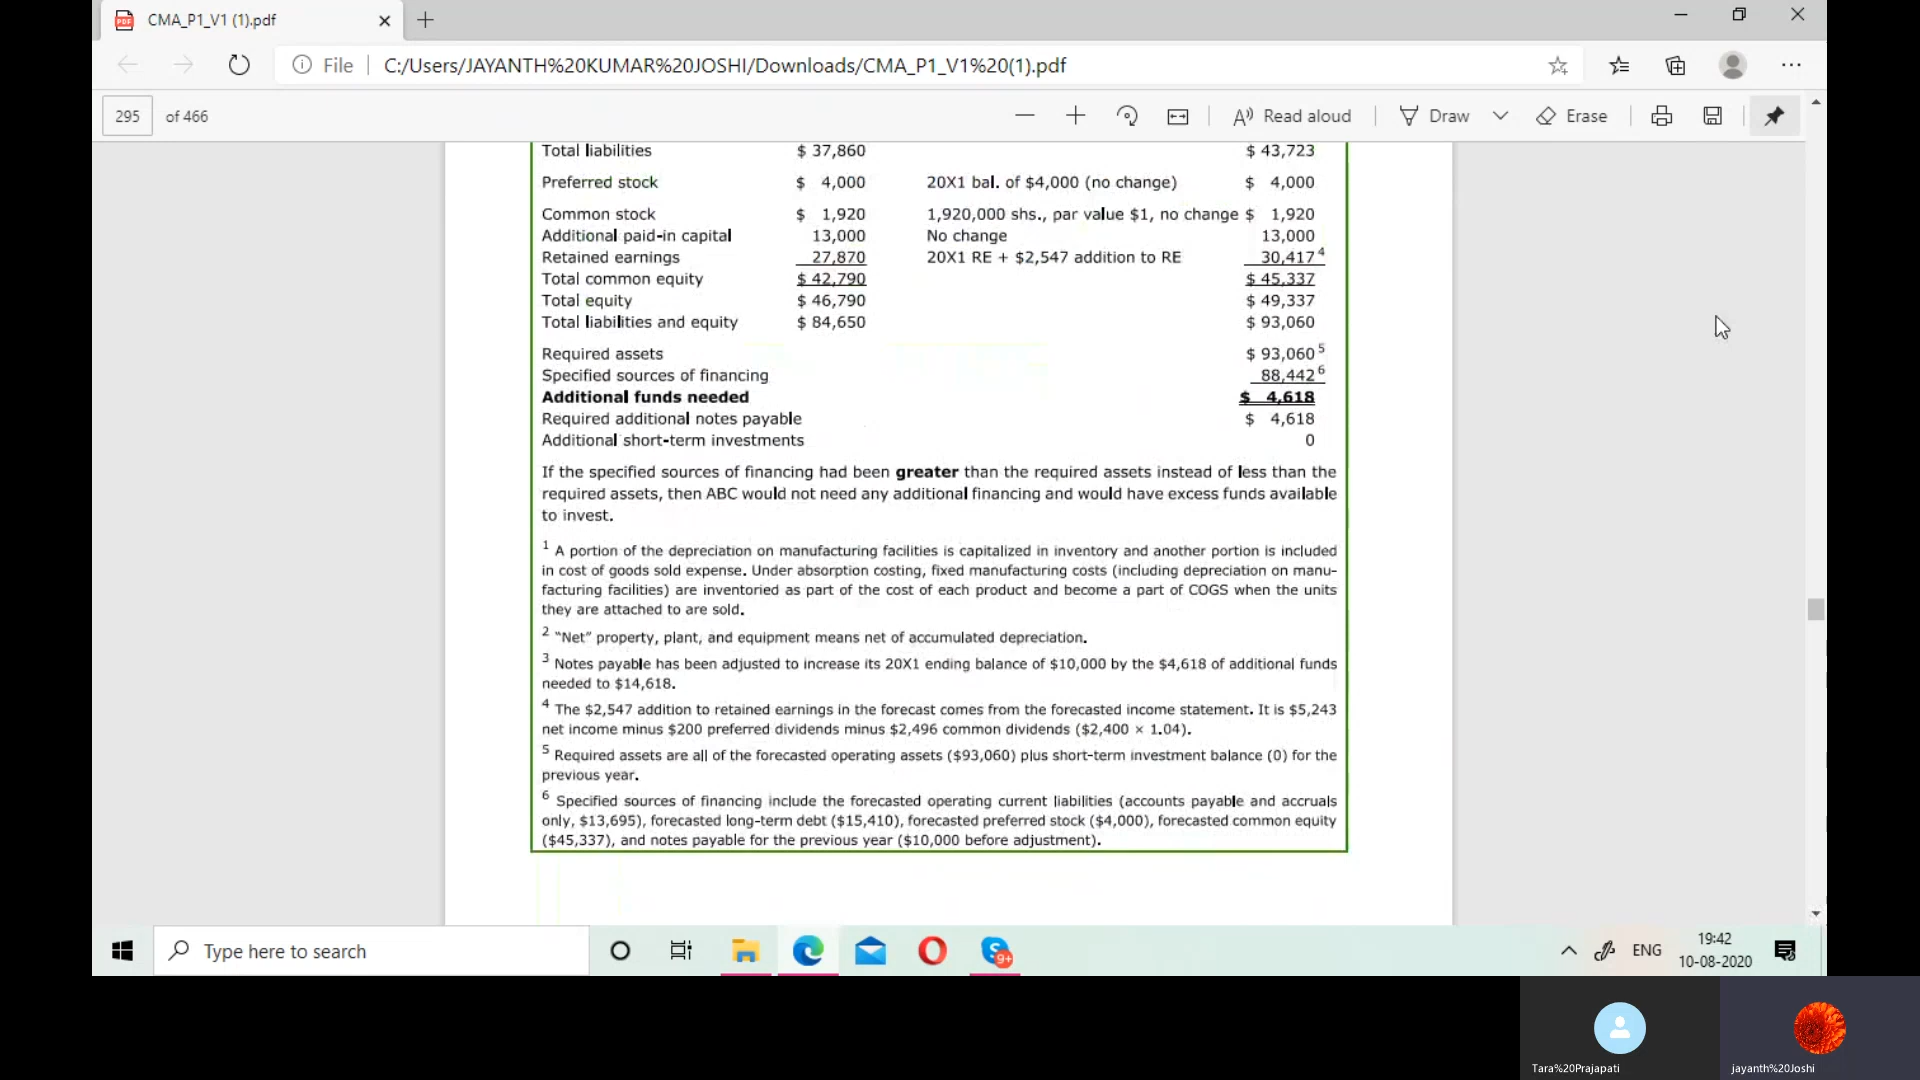 CMA_P1_V1 (1).pdf
File
C:/Users/JAYANTH%20KUMAR%20JOSHI/Downloads/CMA_P1_V1%20(1).pdf
295 of 466
Read aloud
Draw
Erase
Total liabilities $ 37,860 $ 43,723
Preferred stock $ 4,000 20X1 bal. of $4,000 (no change) $ 4,000
Common stock $ 1,920 1,920,000 shs., par value $1, no change $ 1,920
Additional paid-in capital 13,000 No change 13,000
Retained earnings 27,870 20X1 RE + $2,547 addition to RE 30,417 4
Total common equity $ 42,790 $ 45,337
Total equity $ 46,790 $ 49,337
Total liabilities and equity $ 84,650 $ 93,060
Required assets $ 93,060 5
Specified sources of financing 88,442 6
Additional funds needed $ 4,618
Required additional notes payable $ 4,618
Additional short-term investments 0
If the specified sources of financing had been greater than the required assets instead of less than the
required assets, then ABC would not need any additional financing and would have excess funds available
to invest.
1 A portion of the depreciation on manufacturing facilities is capitalized in inventory and another portion is included
in cost of goods sold expense. Under absorption costing, fixed manufacturing costs (including depreciation on manu-
facturing facilities) are inventoried as part of the cost of each product and become a part of COGS when the units
they are attached to are sold.
2 "Net" property, plant, and equipment means net of accumulated depreciation.
3 Notes payable has been adjusted to increase its 20X1 ending balance of $10,000 by the $4,618 of additional funds
needed to $14,618.
4 The $2,547 addition to retained earnings in the forecast comes from the forecasted income statement. It is $5,243
net income minus $200 preferred dividends minus $2,496 common dividends ($2,400 × 1.04).
5 Required assets are all of the forecasted operating assets ($93,060) plus short-term investment balance (0) for the
previous year.
6 Specified sources of financing include the forecasted operating current liabilities (accounts payable and accruals
only, $13,695), forecasted long-term debt ($15,410), forecasted preferred stock ($4,000), forecasted common equity
($45,337), and notes payable for the previous year ($10,000 before adjustment).
Type here to search
9+
ENG
19:42
10-08-2020
Tara%20Prajapati
jayanth%20Joshi